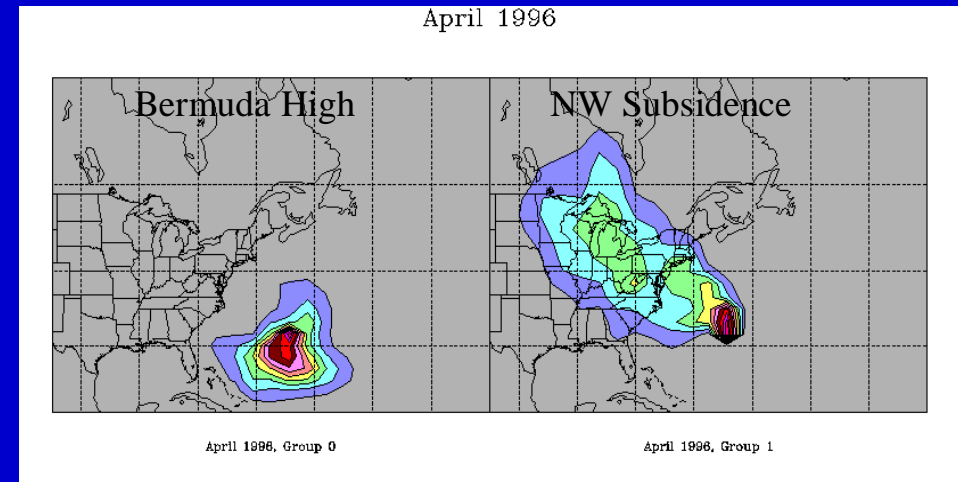 April 1996
Bermuda High
NW Subsidence
April 1996, Group 0
April 1996, Group 1